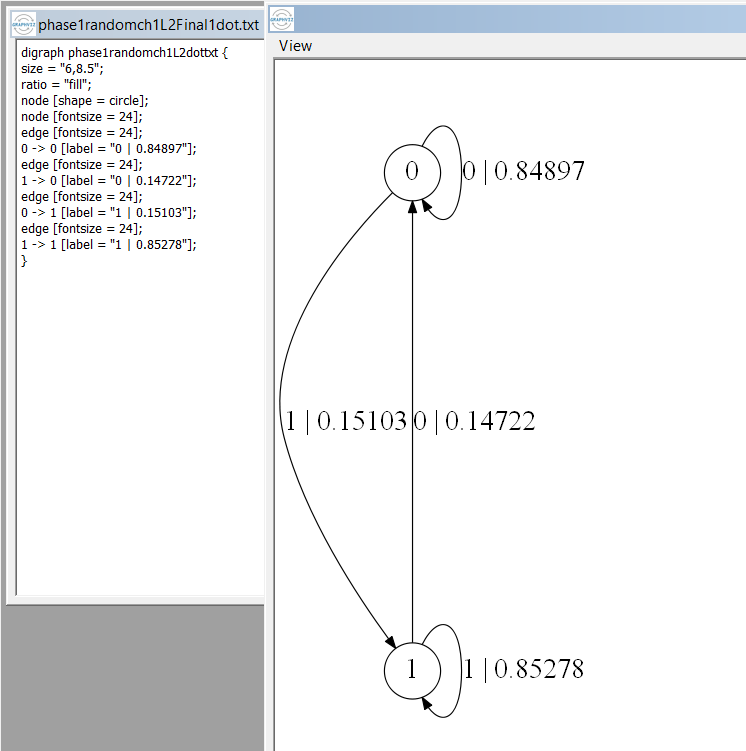 phase1randomch1L2Final1dot.txt
digraph phase1randomch1L2dottxt {
size = "6,8.5";
ratio = "fill";
node [shape = circle];
node [fontsize = 24];
edge [fontsize = 24];
0 -> 0 [label = "0 | 0.84897"];
edge [fontsize = 24];
1 -> 0 [label = "0 | 0.14722"];
edge [fontsize = 24];
0 -> 1 [label = "1 | 0.15103"];
edge [fontsize = 24];
1 -> 1 [label = "1 | 0.85278"];
}
View
0
0 | 0.84897
1 | 0.15103
0 | 0.14722
1
1 | 0.85278